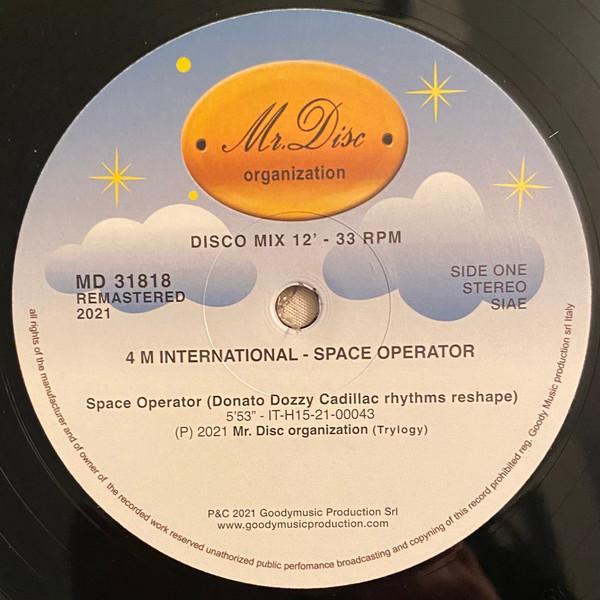 Mr. Disc
organization
DISCO MIX 12' - 33 RPM
MD 31818
REMASTERED
2021
SIDE ONE
STEREO
SIAE
4 M INTERNATIONAL - SPACE OPERATOR
Space Operator (Donato Dozzy Cadillac rhythms reshape)
5'53" - IT-H15-21-00043
(P) 2021 Mr. Disc organization (Trylogy)
P&C 2021 Goodymusic Production Srl
www.goodymusicproduction.com
all rights of the manufacturer and of owner of the recorded work reserved unathorized public perfomance broadcasting and copyning of this record prohibited reg. Goody Music production srl Italy